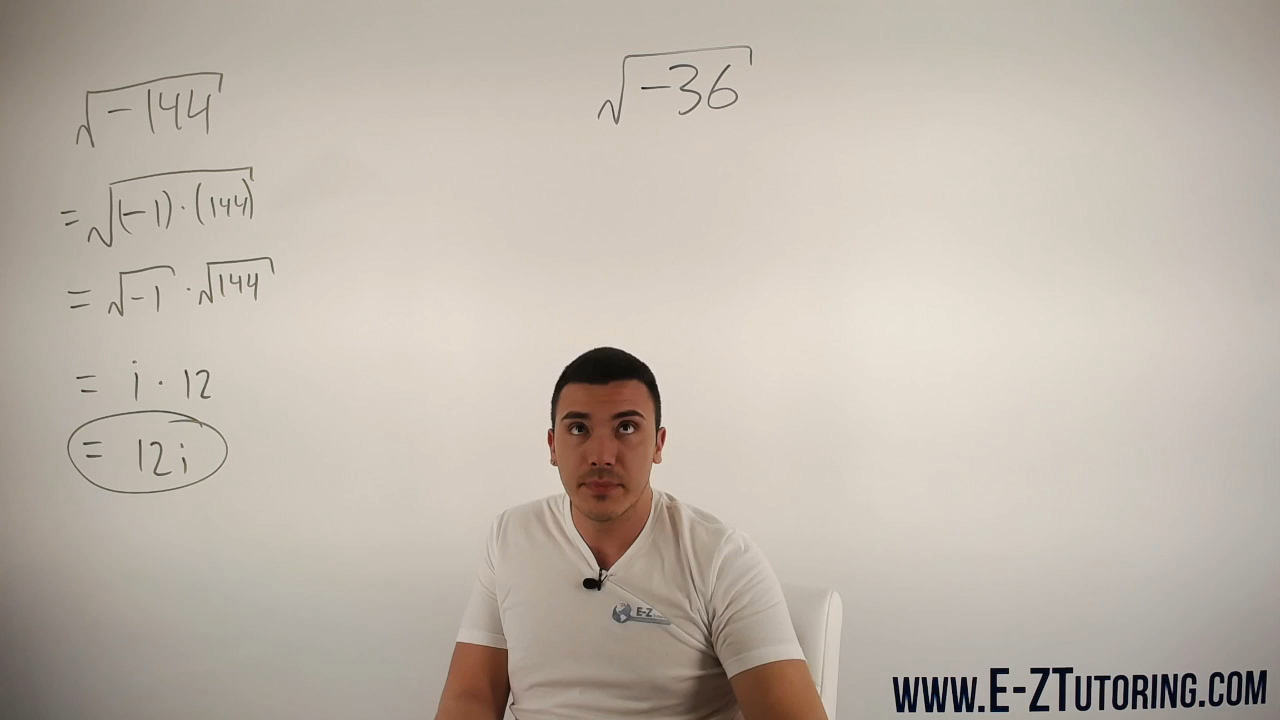 √-144
= √(-1)·(144)
= √-1 · √144
= i · 12
= 12i
√-36
E-Z
WWW.E-ZTUTORING.COM